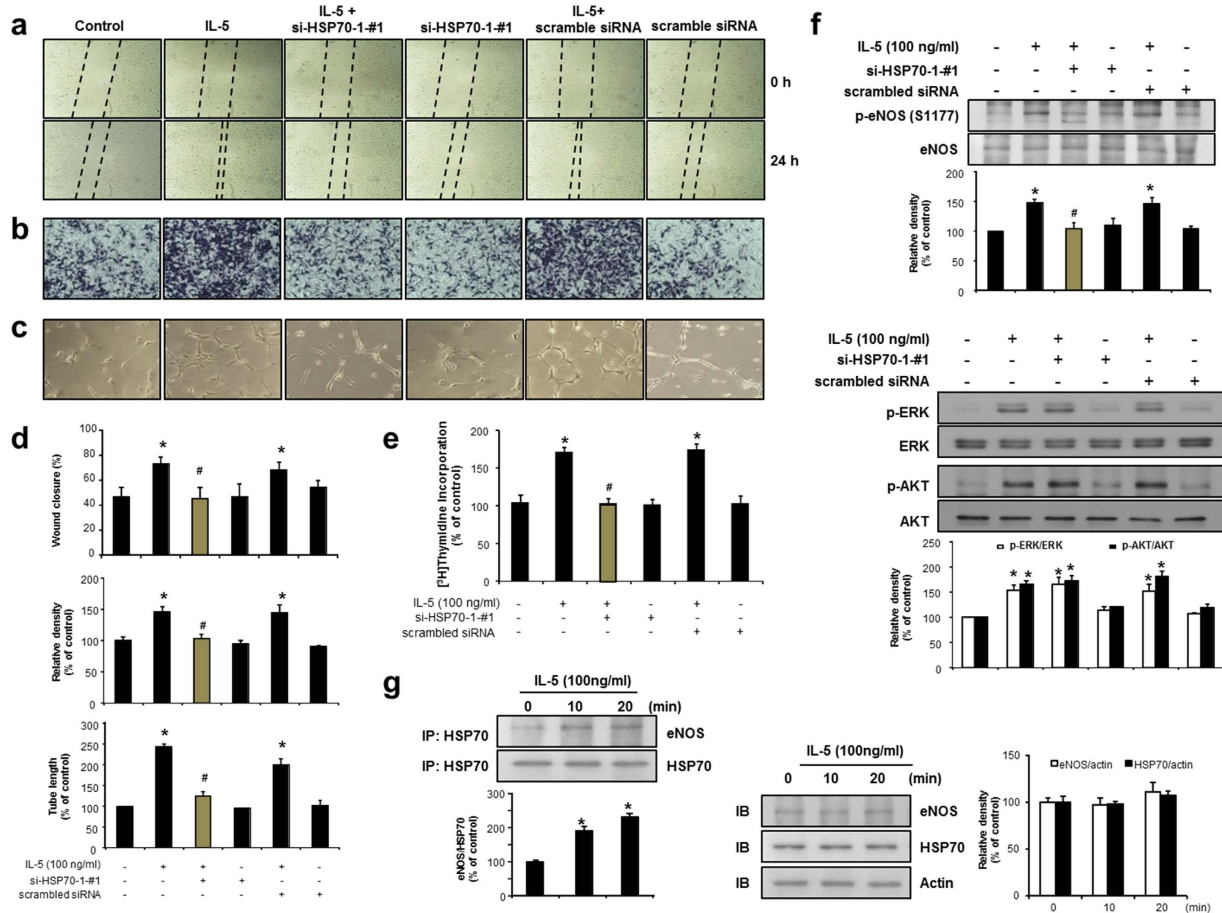 a
Control
IL-5
IL-5 +
si-HSP70-1-#1
si-HSP70-1-#1
IL-5+
scramble siRNA
scramble siRNA
0 h
24 h
b
c
d
Wound closure (%)
100
80
60
40
20
0
* # *
Relative density
(% of control)
200
150
100
50
0
* # *
Tube length
(% of control)
300
250
200
150
100
50
0
* # *
IL-5 (100 ng/ml) - + + - + -
si-HSP70-1-#1 - - + + - -
scrambled siRNA - - - - + +
e
[³H]Thymidine Incorporation
(% of control)
200
150
100
50
0
* # *
IL-5 (100 ng/ml) - + + - + -
si-HSP70-1-#1 - - + + - -
scrambled siRNA - - - - + +
f
IL-5 (100 ng/ml) - + + - + -
si-HSP70-1-#1 - - + + - -
scrambled siRNA - - - - + +
p-eNOS (S1177)
eNOS
Relative density
(% of control)
200
150
100
50
0
* # *
IL-5 (100 ng/ml) - + + - + -
si-HSP70-1-#1 - - + + - -
scrambled siRNA - - - - + +
p-ERK
ERK
p-AKT
AKT
p-ERK/ERK p-AKT/AKT
Relative density
(% of control)
200
150
100
50
0
* * * * * *
g
IL-5 (100ng/ml)
0 10 20 (min)
IP: HSP70 eNOS
IP: HSP70 HSP70
eNOS/HSP70
(% of control)
300
200
100
0
* *
IL-5 (100ng/ml)
0 10 20 (min)
IB eNOS
IB HSP70
IB Actin
eNOS/actin HSP70/actin
Relative density
(% of control)
150
100
50
0
0 10 20 (min)